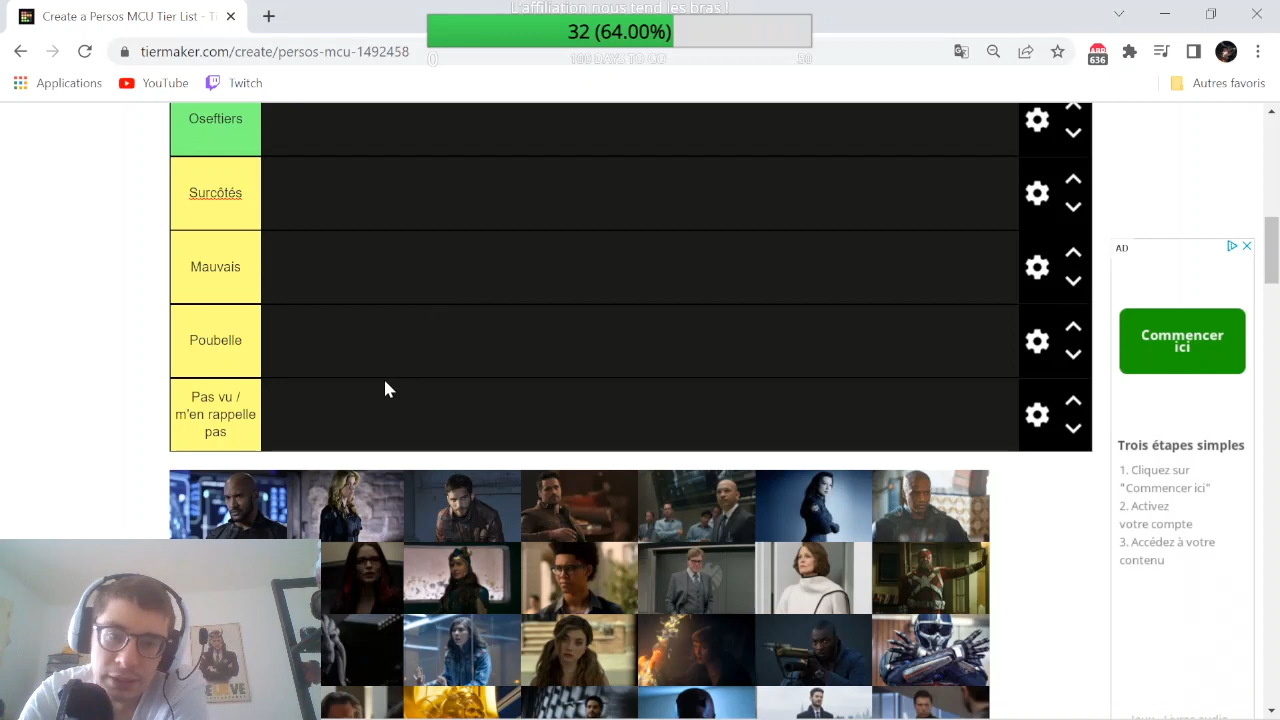 L'affiliation nous tend les bras !
Create a Persos MCU Tier List - Ti
32 (64.00%)
tiermaker.com/create/persos-mcu-1492458
636
Applications
YouTube
Twitch
Autres favoris
Oseftiers
Surcôtés
Mauvais
Poubelle
Pas vu /
m'en rappelle
pas
AD
Commencer
ici
Trois étapes simples
1. Cliquez sur
"Commencer ici"
2. Activez
votre compte
3. Accédez à votre
contenu